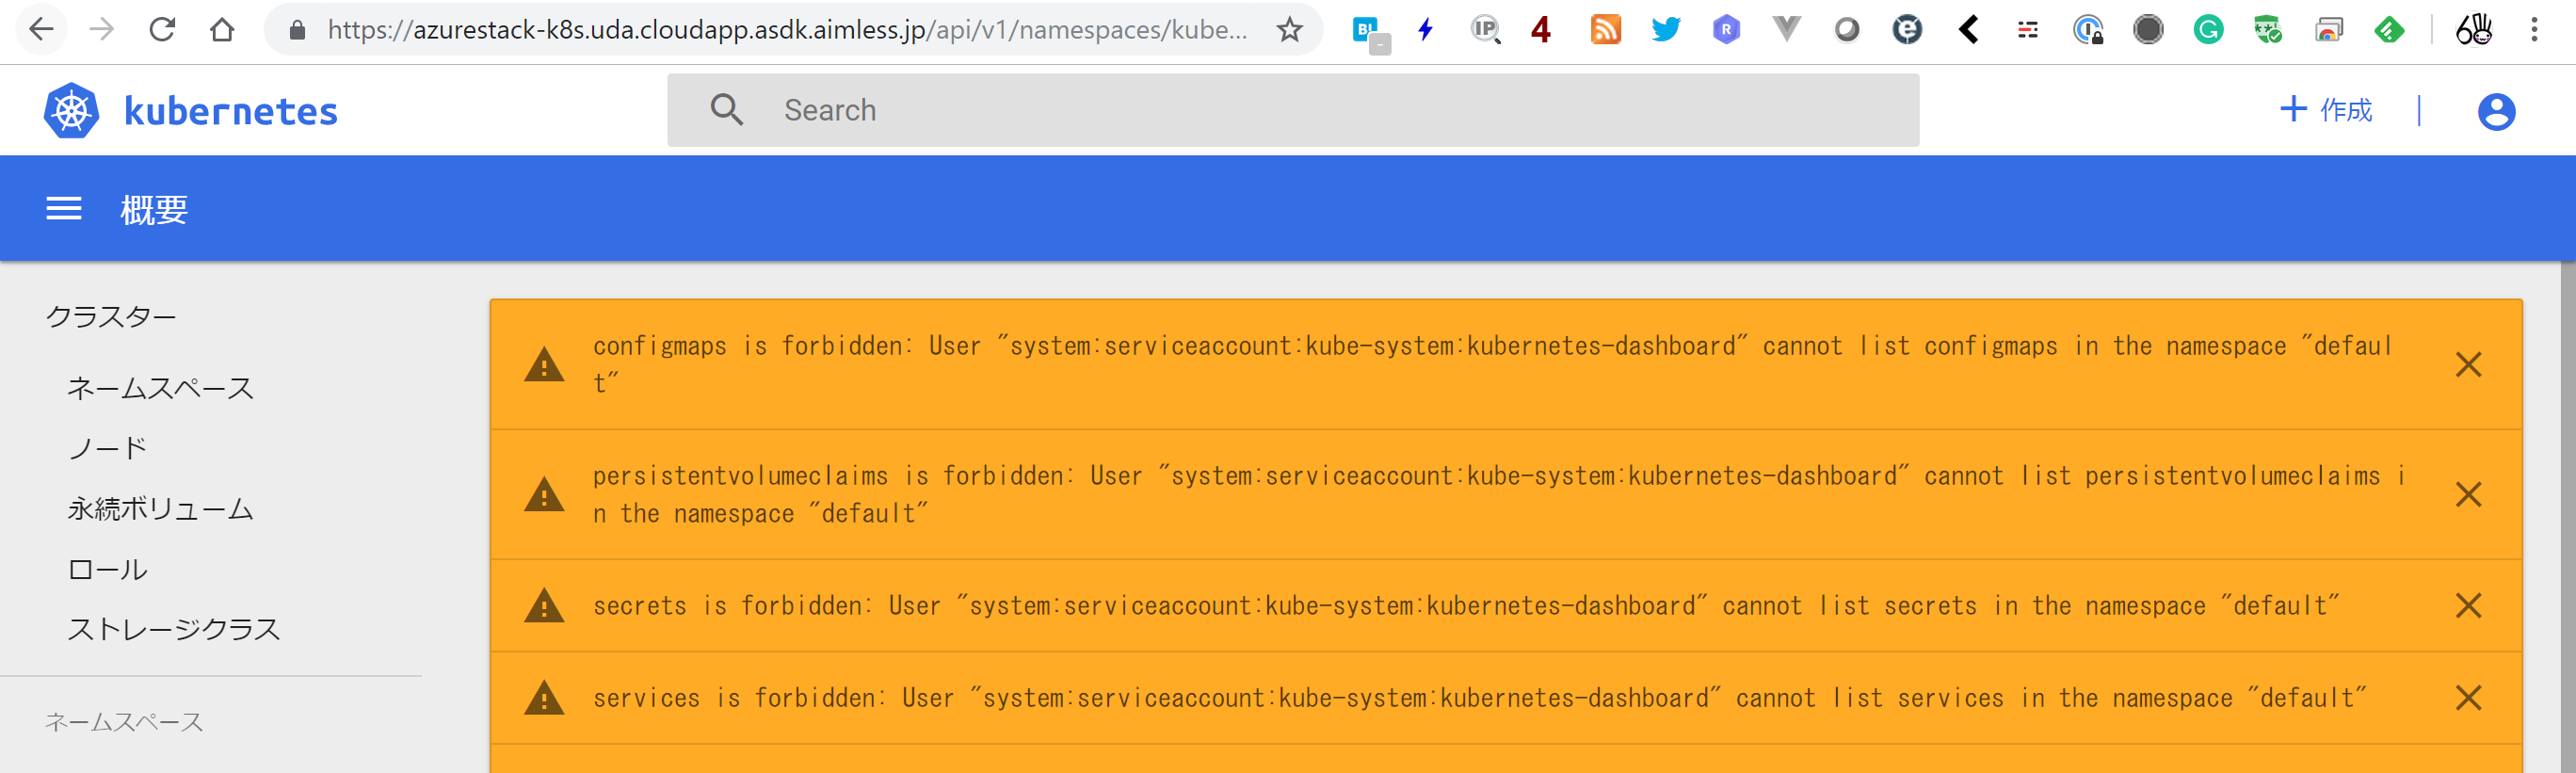 https://azurestack-k8s.uda.cloudapp.asdk.aimless.jp/api/v1/namespaces/kube...
B!
IP
4
R
kubernetes
Search
+ 作成
概要
クラスター
ネームスペース
ノード
永続ボリューム
ロール
ストレージクラス
ネームスペース
configmaps is forbidden: User "system:serviceaccount:kube-system:kubernetes-dashboard" cannot list configmaps in the namespace "defaul
t"
persistentvolumeclaims is forbidden: User "system:serviceaccount:kube-system:kubernetes-dashboard" cannot list persistentvolumeclaims i
n the namespace "default"
secrets is forbidden: User "system:serviceaccount:kube-system:kubernetes-dashboard" cannot list secrets in the namespace "default"
services is forbidden: User "system:serviceaccount:kube-system:kubernetes-dashboard" cannot list services in the namespace "default"